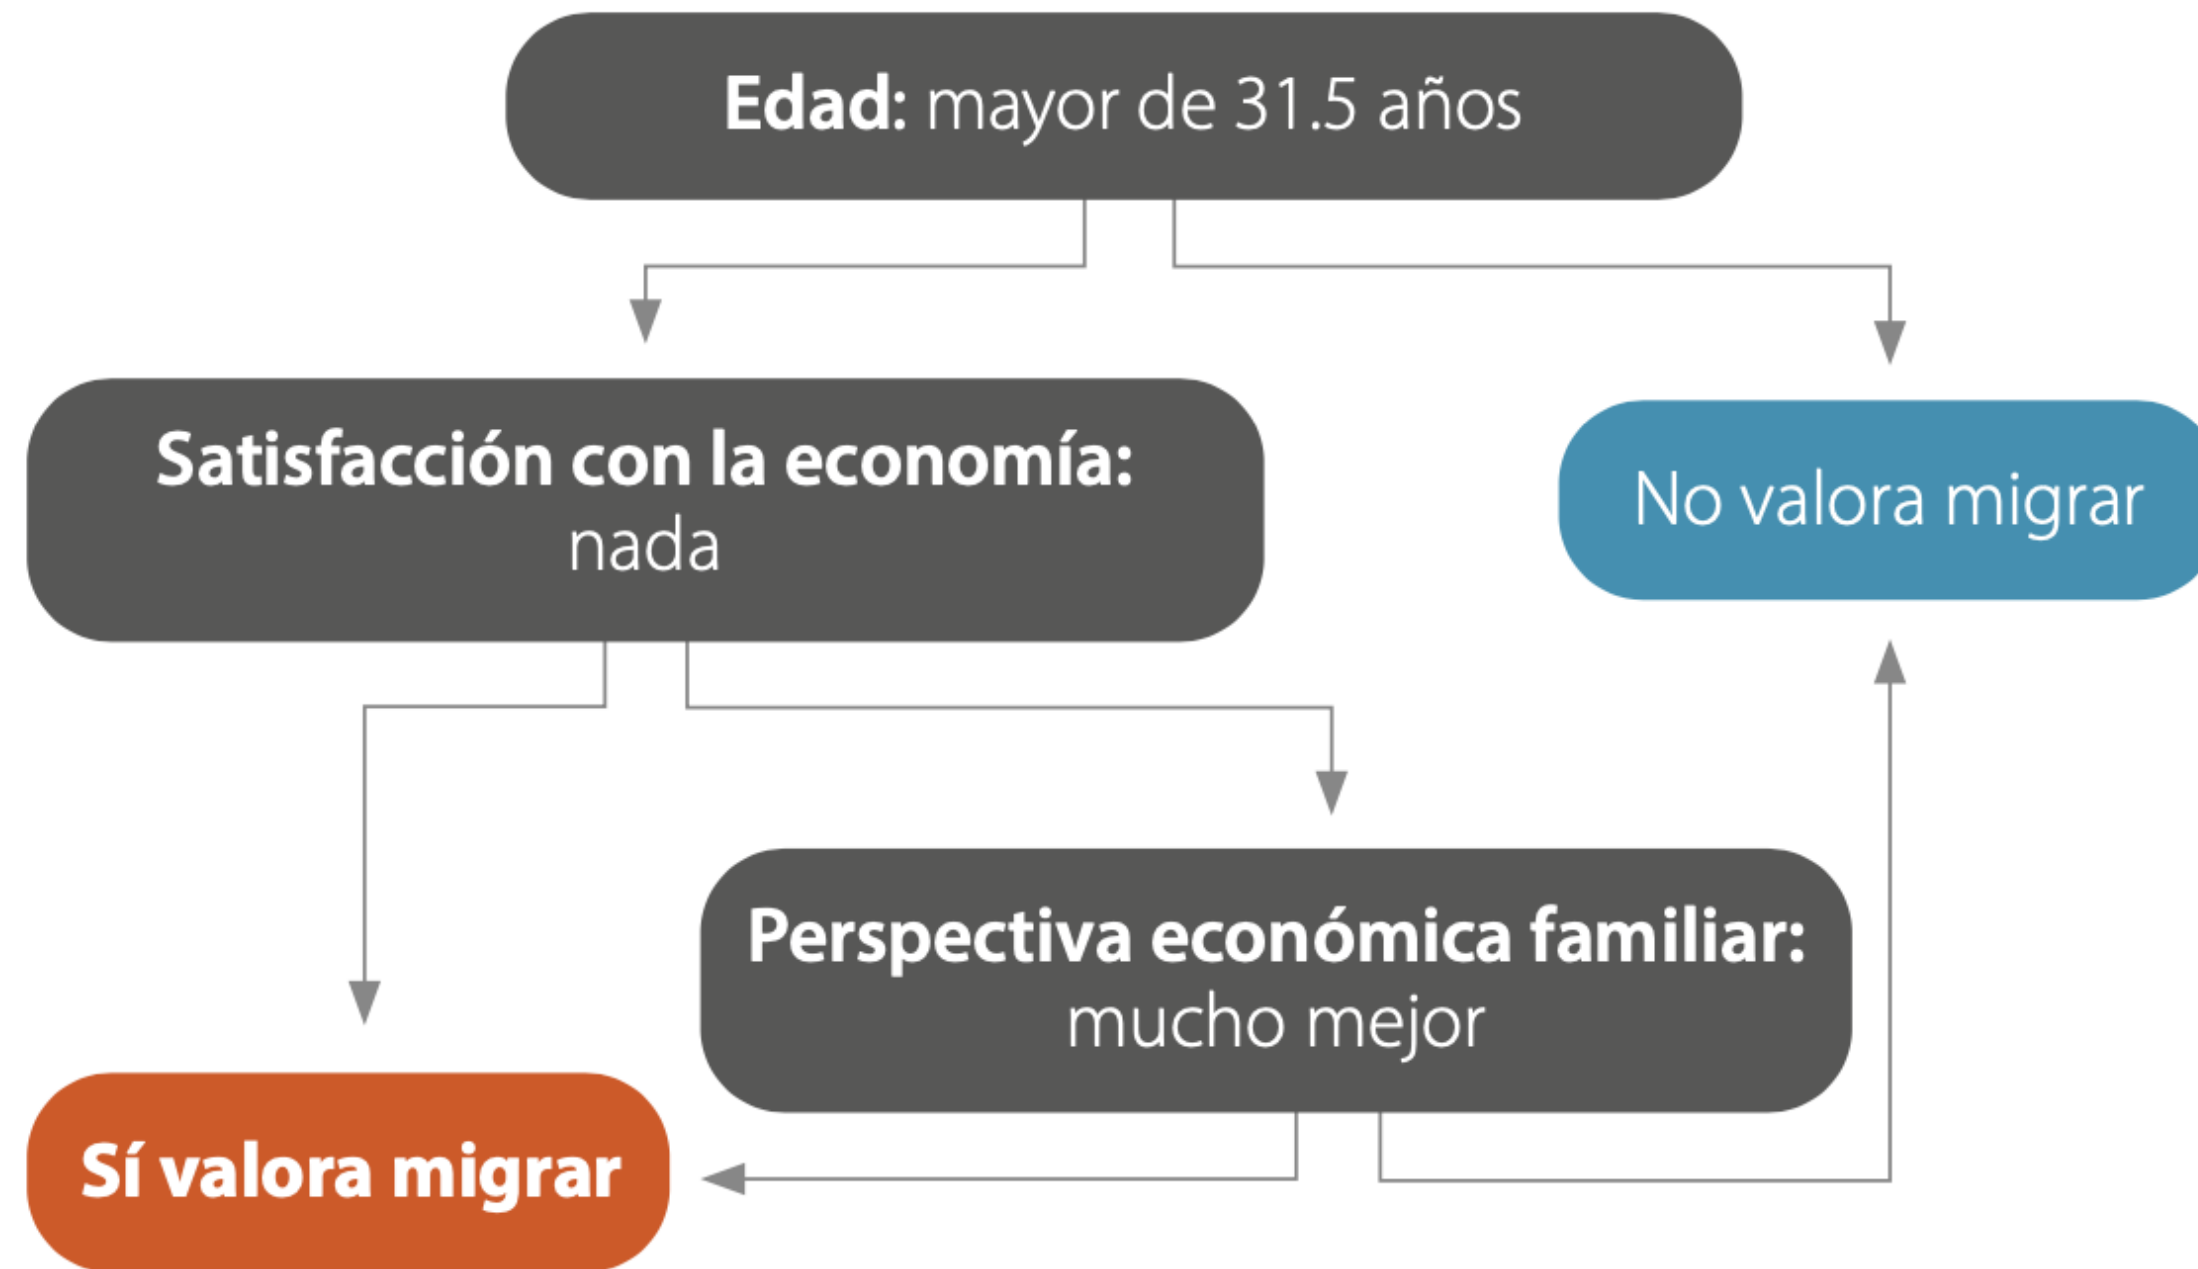 Edad: mayor de 31.5 años
Satisfacción con la economía:
nada
No valora migrar
Perspectiva económica familiar:
mucho mejor
Sí valora migrar